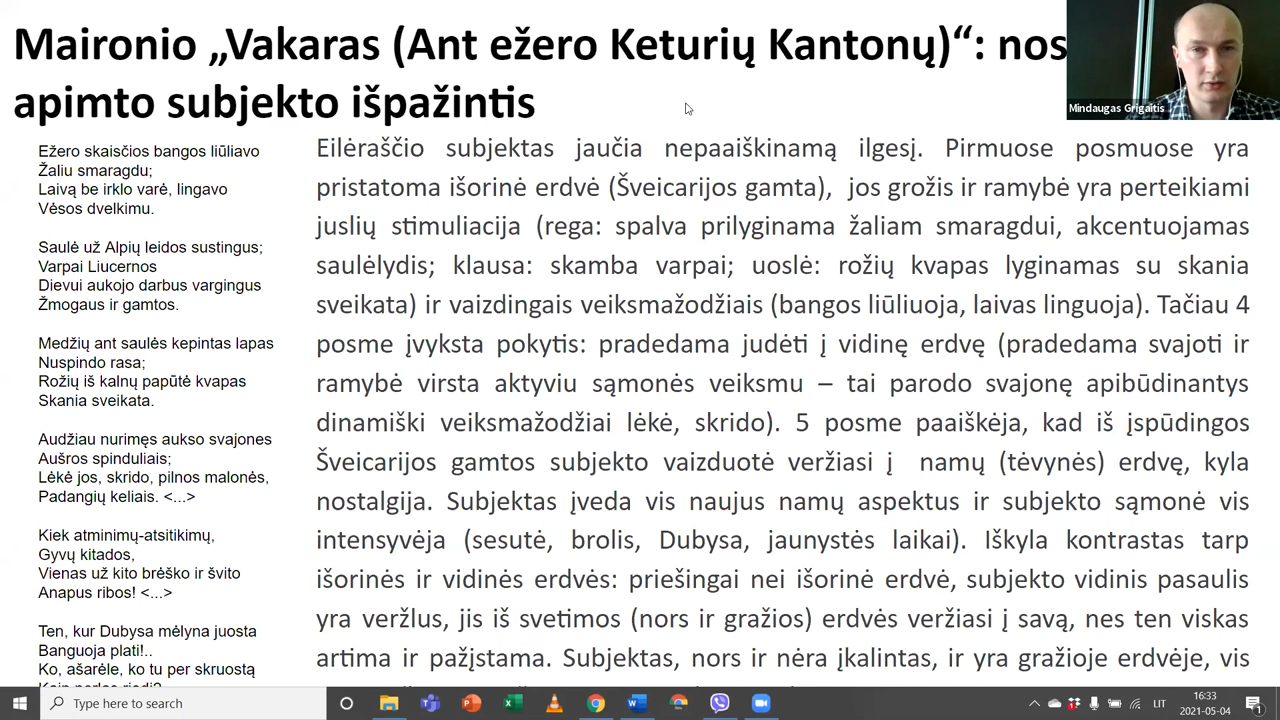 Maironio „Vakaras (Ant ežero Keturių Kantonų)“: nos
apimto subjekto išpažintis
Mindaugas Grigaitis
Ežero skaisčios bangos liūliavo
Žaliu smaragdu;
Laivą be irklo varė, lingavo
Vėsos dvelkimu.
Saulė už Alpių leidos sustingus;
Varpai Liucernos
Dievui aukojo darbus vargingus
Žmogaus ir gamtos.
Medžių ant saulės kepintas lapas
Nuspindo rasa;
Rožių iš kalnų papūtė kvapas
Skania sveikata.
Audžiau nurimęs aukso svajones
Aušros spinduliais;
Lėkė jos, skrido, pilnos malonės,
Padangių keliais. <...>
Kiek atminimų-atsitikimų,
Gyvų kitados,
Vienas už kito brėško ir švito
Anapus ribos! <...>
Ten, kur Dubysa mėlyna juosta
Banguoja plati!..
Ko, ašarėle, ko tu per skruostą
Eilėraščio subjektas jaučia nepaaiškinamą ilgesį. Pirmuose posmuose yra
pristatoma išorinė erdvė (Šveicarijos gamta), jos grožis ir ramybė yra perteikiami
juslių stimuliacija (rega: spalva prilyginama žaliam smaragdui, akcentuojamas
saulėlydis; klausa: skamba varpai; uoslė: rožių kvapas lyginamas su skania
sveikata) ir vaizdingais veiksmažodžiais (bangos liūliuoja, laivas linguoja). Tačiau 4
posme įvyksta pokytis: pradedama judėti į vidinę erdvę (pradedama svajoti ir
ramybė virsta aktyviu sąmonės veiksmu – tai parodo svajonę apibūdinantys
dinamiški veiksmažodžiai lėkė, skrido). 5 posme paaiškėja, kad iš įspūdingos
Šveicarijos gamtos subjekto vaizduotė veržiasi į namų (tėvynės) erdvę, kyla
nostalgija. Subjektas įveda vis naujus namų aspektus ir subjekto sąmonė vis
intensyvėja (sesutė, brolis, Dubysa, jaunystės laikai). Iškyla kontrastas tarp
išorinės ir vidinės erdvės: priešingai nei išorinė erdvė, subjekto vidinis pasaulis
yra veržlus, jis iš svetimos (nors ir gražios) erdvės veržiasi į savą, nes ten viskas
artima ir pažįstama. Subjektas, nors ir nėra įkalintas, ir yra gražioje erdvėje, vis
Type here to search
LIT
16:33
2021-05-04